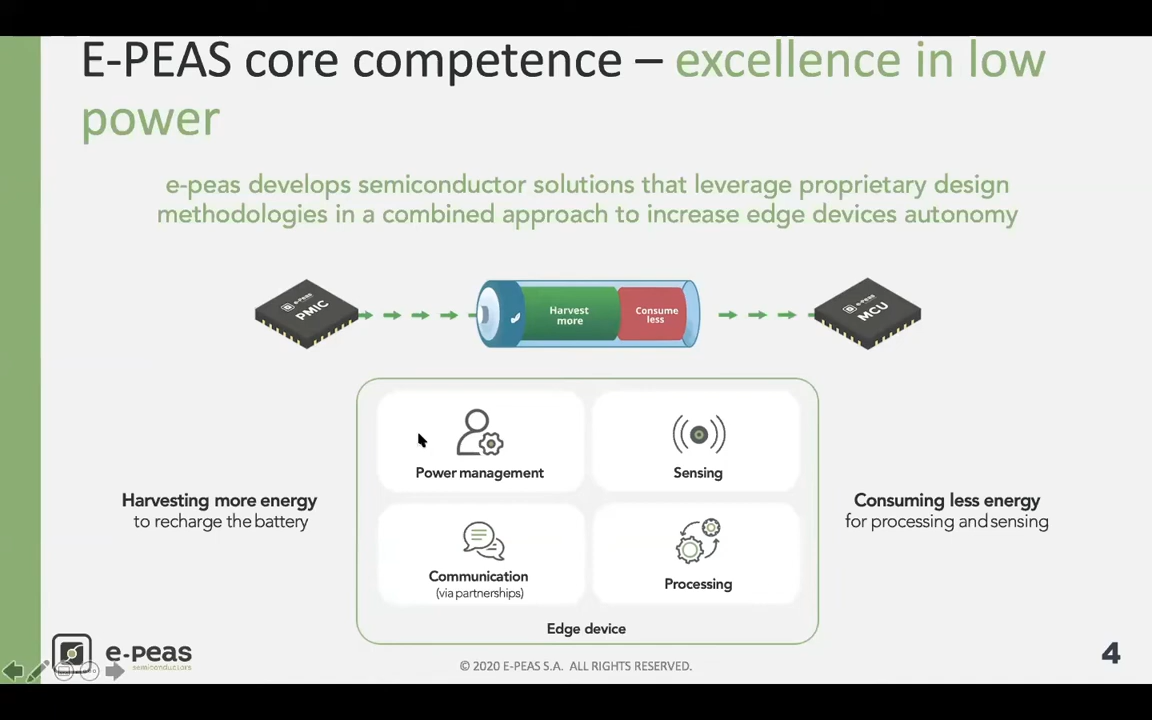 E-PEAS core competence – excellence in low
power
e-peas develops semiconductor solutions that leverage proprietary design
methodologies in a combined approach to increase edge devices autonomy
e-peas
PMIC
Harvest
more
Consume
less
e-peas
MCU
Power management
Sensing
Harvesting more energy
to recharge the battery
Consuming less energy
for processing and sensing
Communication
(via partnerships)
Processing
Edge device
e-peas
semiconductors
© 2020 E-PEAS S.A. ALL RIGHTS RESERVED.
4